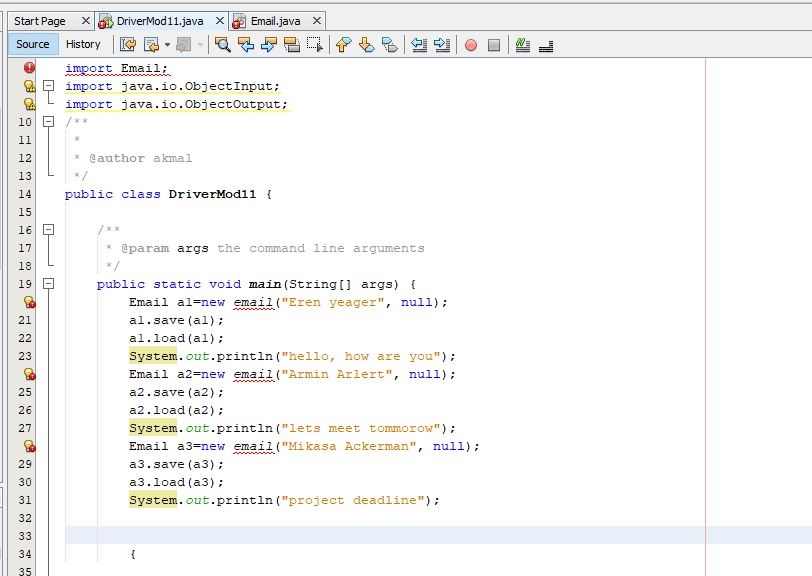 Start Page DriverMod11.java Email.java
Source History
import Email;
import java.io.ObjectInput;
import java.io.ObjectOutput;
10 /**
11 *
12 * @author akmal
13 */
14 public class DriverMod11 {
15
16 /**
17 * @param args the command line arguments
18 */
19 public static void main(String[] args) {
Email a1=new email("Eren yeager", null);
21 a1.save(a1);
22 a1.load(a1);
23 System.out.println("hello, how are you");
Email a2=new email("Armin Arlert", null);
25 a2.save(a2);
26 a2.load(a2);
27 System.out.println("lets meet tommorow");
Email a3=new email("Mikasa Ackerman", null);
29 a3.save(a3);
30 a3.load(a3);
31 System.out.println("project deadline");
32
33
34 {
35